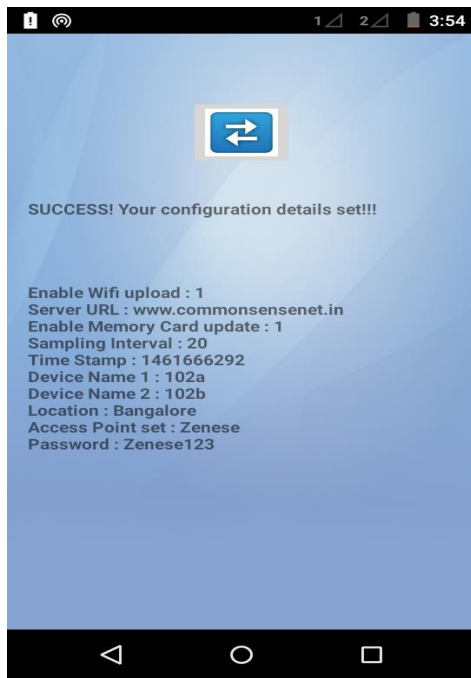 1 2 3:54
SUCCESS! Your configuration details set!!!
Enable Wifi upload : 1
Server URL : www.commonsensenet.in
Enable Memory Card update : 1
Sampling Interval : 20
Time Stamp : 1461666292
Device Name 1 : 102a
Device Name 2 : 102b
Location : Bangalore
Access Point set : Zenese
Password : Zenese123